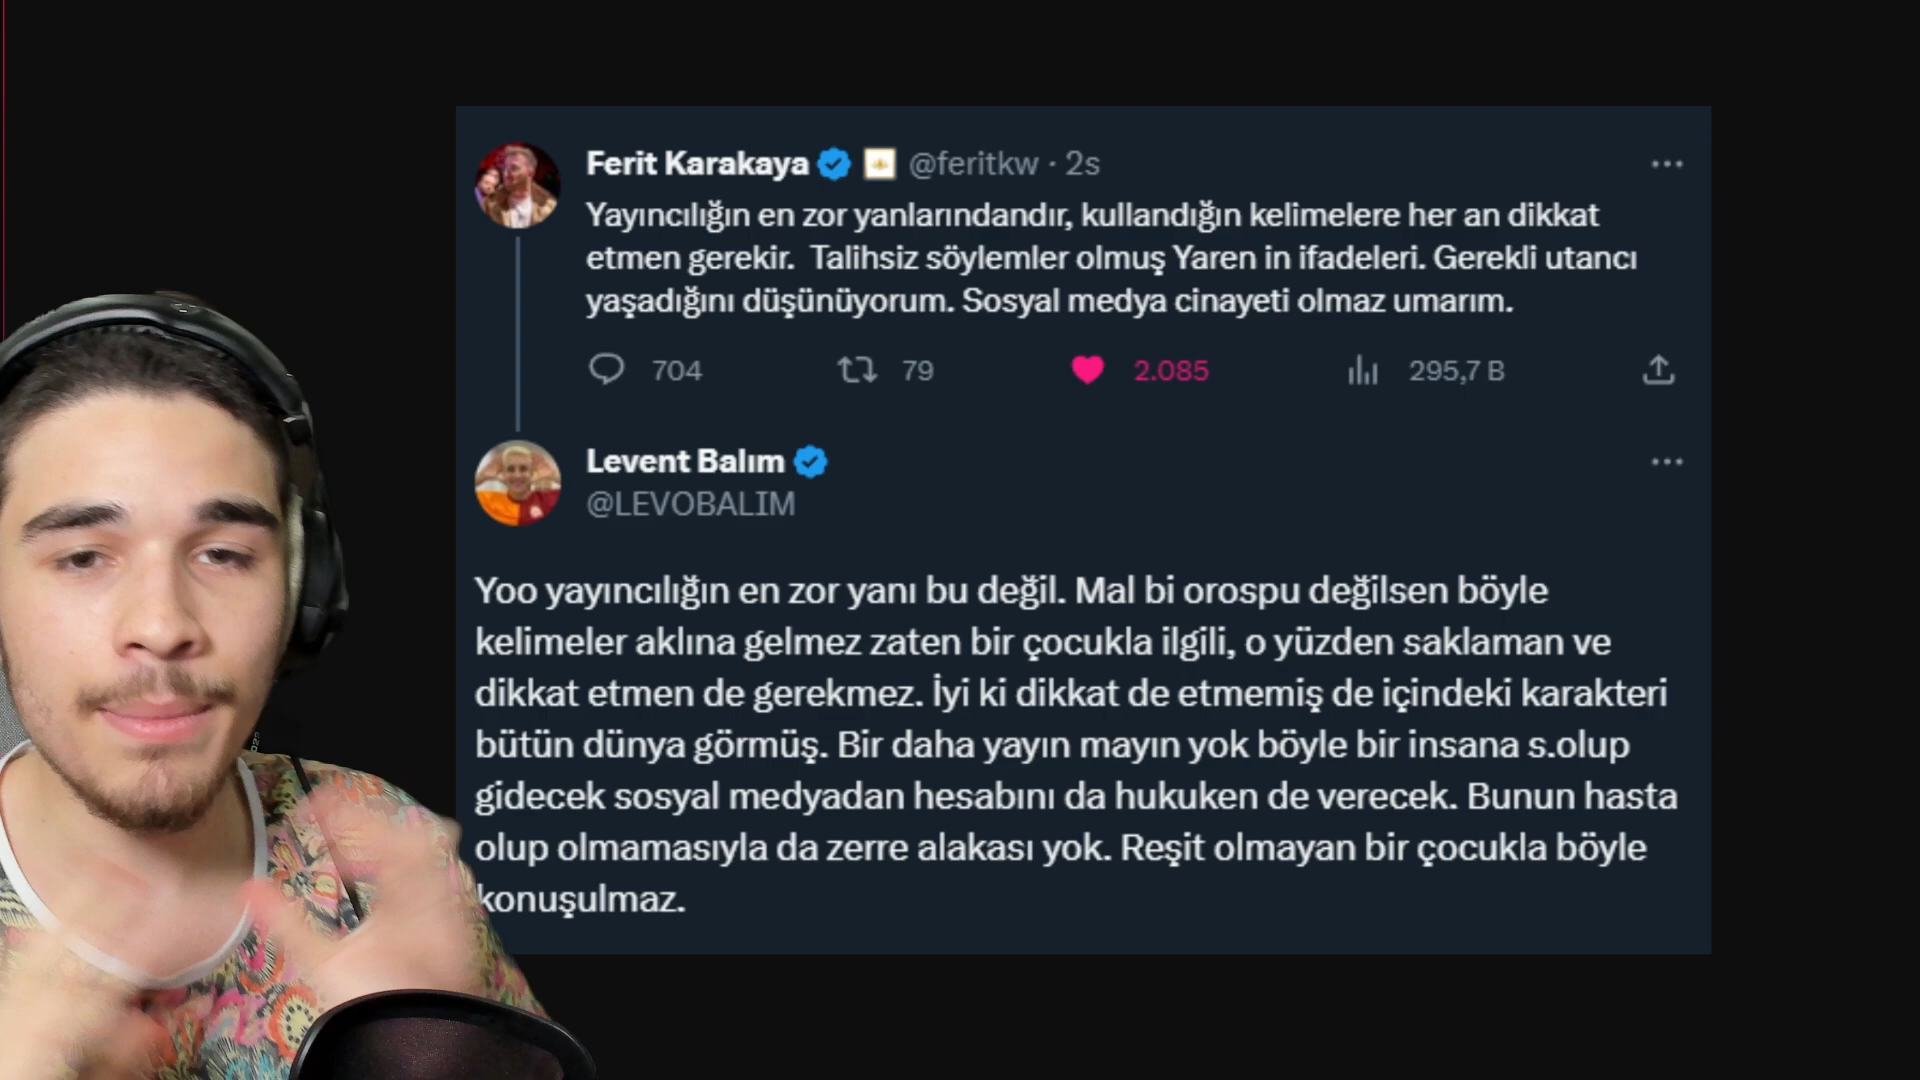 Ferit Karakaya @feritkw · 2s
Yayıncılığın en zor yanlarındandır, kullandığın kelimelere her an dikkat
etmen gerekir.  Talihsiz söylemler olmuş Yaren in ifadeleri. Gerekli utancı
yaşadığını düşünüyorum. Sosyal medya cinayeti olmaz umarım.
704 79 2.085 295,7 B
Levent Balım
@LEVOBALIM
Yoo yayıncılığın en zor yanı bu değil. Mal bi orospu değilsen böyle
kelimeler aklına gelmez zaten bir çocukla ilgili, o yüzden saklaman ve
dikkat etmen de gerekmez. İyi ki dikkat de etmemiş de içindeki karakteri
bütün dünya görmüş. Bir daha yayın mayın yok böyle bir insana s.olup
gidecek sosyal medyadan hesabını da hukuken de verecek. Bunun hasta
olup olmamasıyla da zerre alakası yok. Reşit olmayan bir çocukla böyle
konuşulmaz.